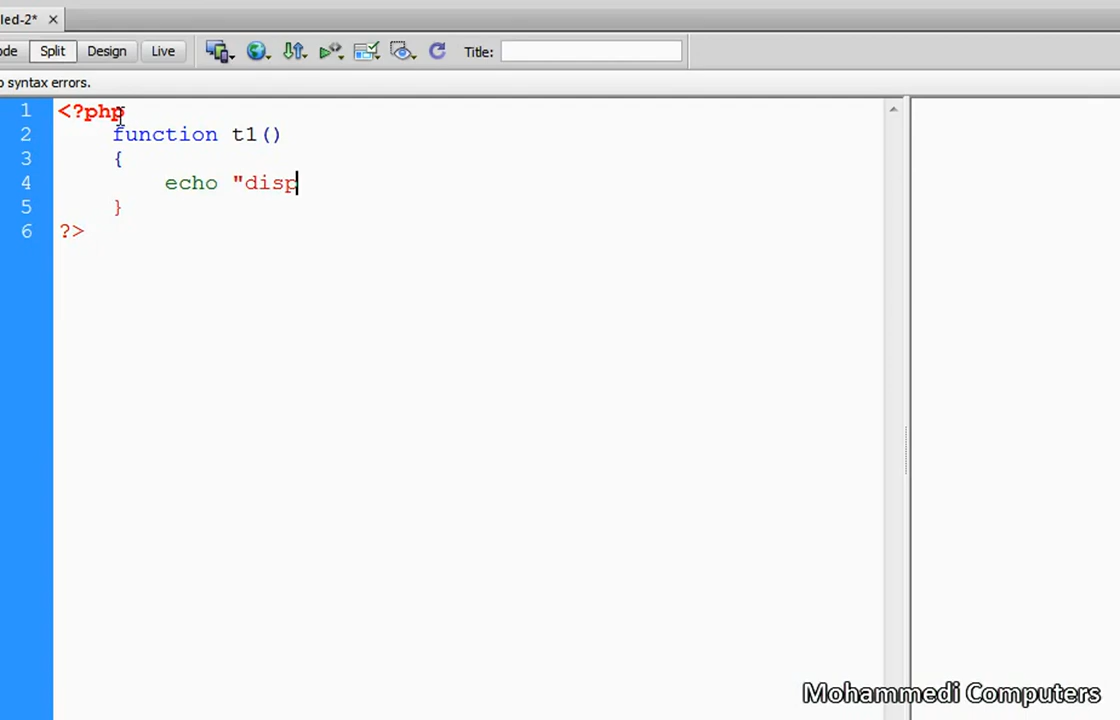 led-2*
ode Split Design Live Title:
o syntax errors.
1 <?php
2 function t1()
3 {
4 echo "disp
5 }
6 ?>
Mohammedi Computers